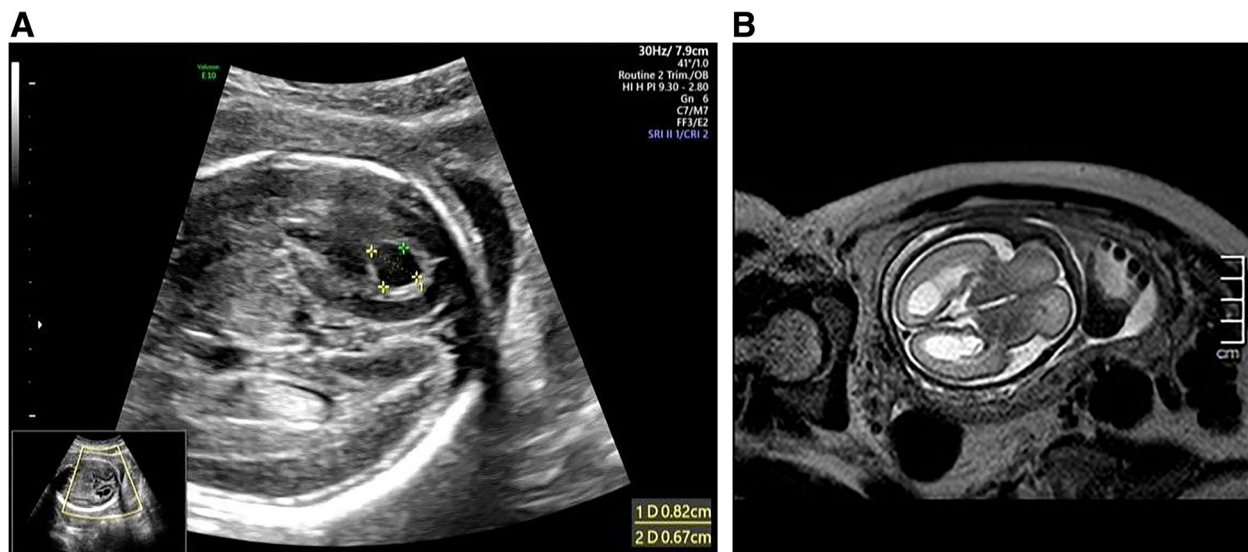 A
B
Voluson
E 10
30Hz/ 7.9cm
41°/1.0
Routine 2 Trim./OB
HI H PI 9.30 - 2.80
Gn 6
C7/M7
FF3/E2
SRI II 1/CRI 2
1 D 0.82cm
2 D 0.67cm
cm